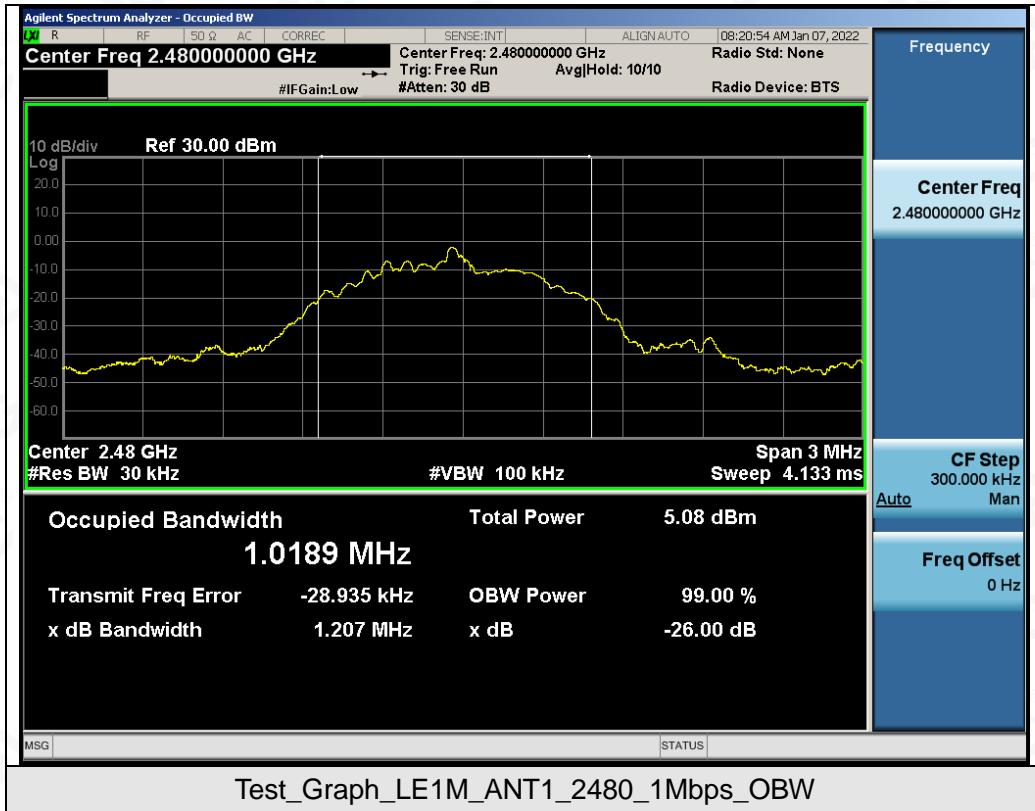 Agilent Spectrum Analyzer - Occupied BW
LXI R RF 50 Ω AC CORREC SENSE:INT ALIGN AUTO 08:20:54 AM Jan 07, 2022
Center Freq 2.480000000 GHz
Center Freq: 2.480000000 GHz
Radio Std: None
Trig: Free Run Avg|Hold: 10/10
#IFGain:Low
#Atten: 30 dB
Radio Device: BTS
10 dB/div Ref 30.00 dBm
Log
20.0
10.0
0.00
-10.0
-20.0
-30.0
-40.0
-50.0
-60.0
Center 2.48 GHz Span 3 MHz
#Res BW 30 kHz #VBW 100 kHz Sweep 4.133 ms
Occupied Bandwidth Total Power 5.08 dBm
1.0189 MHz
Transmit Freq Error -28.935 kHz OBW Power 99.00 %
x dB Bandwidth 1.207 MHz x dB -26.00 dB
MSG STATUS
Frequency
Center Freq
2.480000000 GHz
CF Step
300.000 kHz
Auto Man
Freq Offset
0 Hz
Test_Graph_LE1M_ANT1_2480_1Mbps_OBW